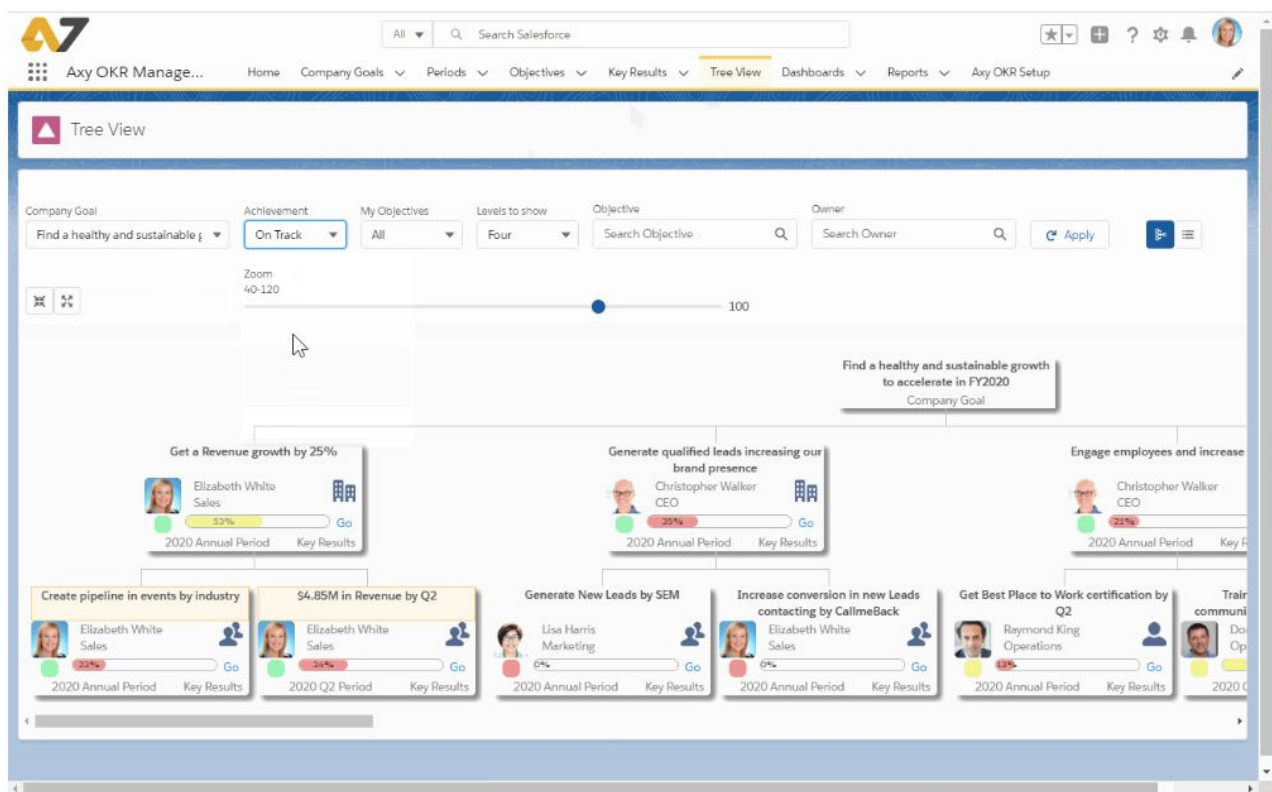 A7
All
Search Salesforce
Axy OKR Manage...
Home
Company Goals
Periods
Objectives
Key Results
Tree View
Dashboards
Reports
Axy OKR Setup
Tree View
Company Goal
Achievement
My Objectives
Levels to show
Objective
Owner
Find a healthy and sustainable g
On Track
All
Four
Search Objective
Search Owner
Apply
Zoom
40-120
100
Find a healthy and sustainable growth
to accelerate in FY2020
Company Goal
Get a Revenue growth by 25%
Elizabeth White
Sales
53%
Go
2020 Annual Period
Key Results
Generate qualified leads increasing our
brand presence
Christopher Walker
CEO
35%
Go
2020 Annual Period
Key Results
Engage employees and increase
Christopher Walker
CEO
21%
2020 Annual Period
Key R
Create pipeline in events by industry
Elizabeth White
Sales
22%
Go
2020 Annual Period
Key Results
$4.85M in Revenue by Q2
Elizabeth White
Sales
Go
2020 Q2 Period
Key Results
Generate New Leads by SEM
Lisa Harris
Marketing
0%
Go
2020 Annual Period
Key Results
Increase conversion in new Leads
contacting by CallmeBack
Elizabeth White
Sales
0%
Go
2020 Annual Period
Key Results
Get Best Place to Work certification by
Q2
Raymond King
Operations
13%
Go
2020 Annual Period
Key Results
Train
communi
Do
Op
2020